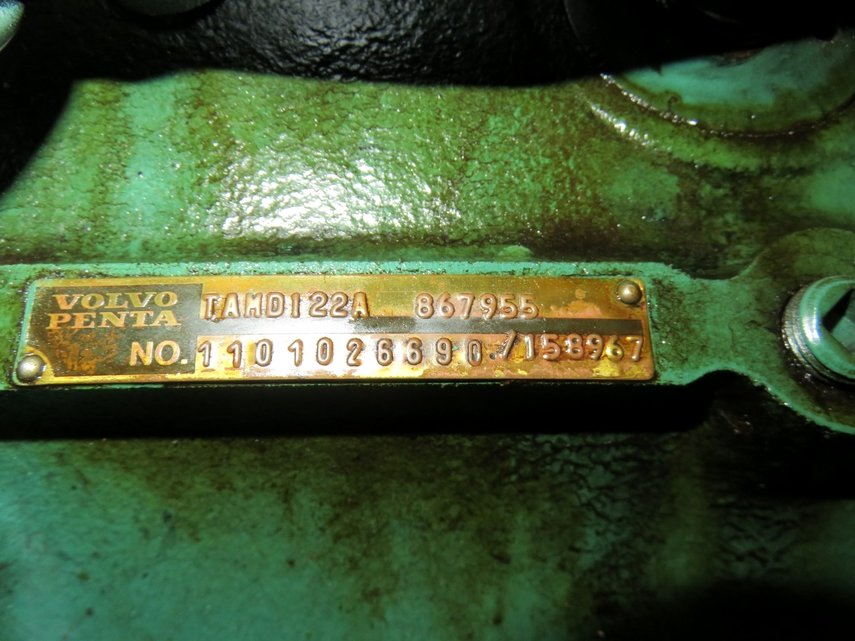 VOLVO PENTA TAMD122A 867955
NO. 1101026690 /158967